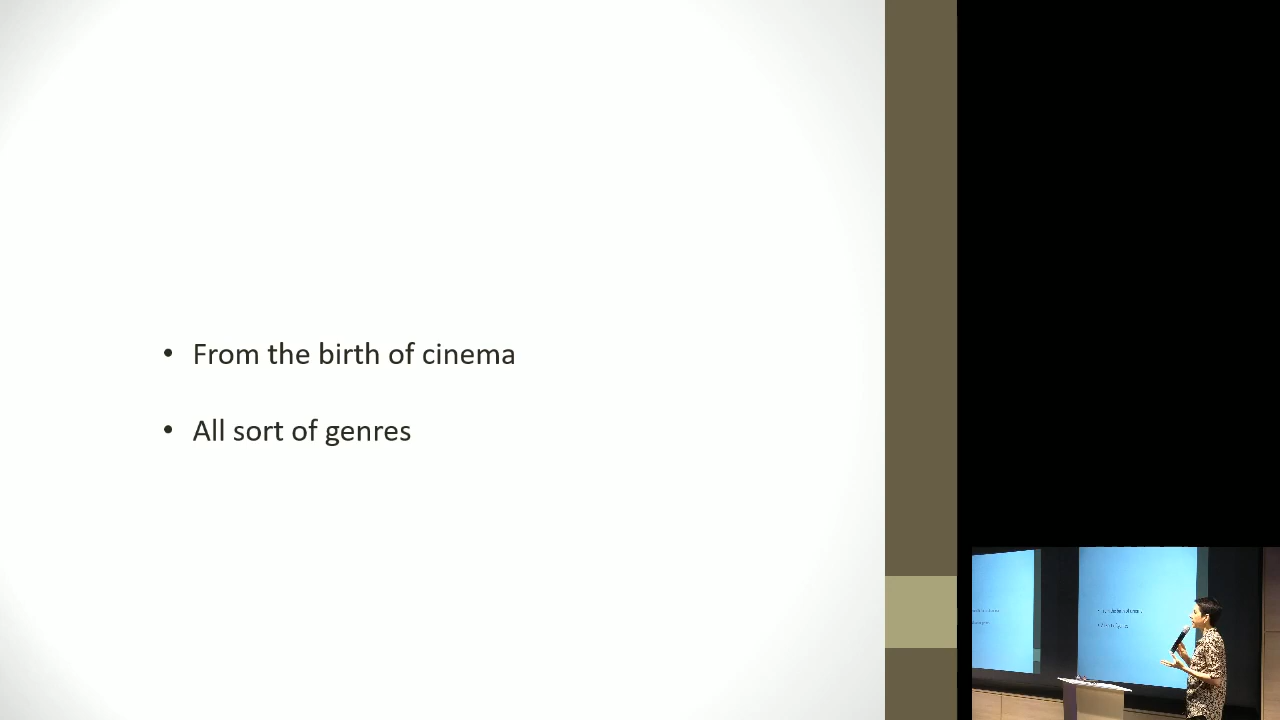 From the birth of cinema
All sort of genres